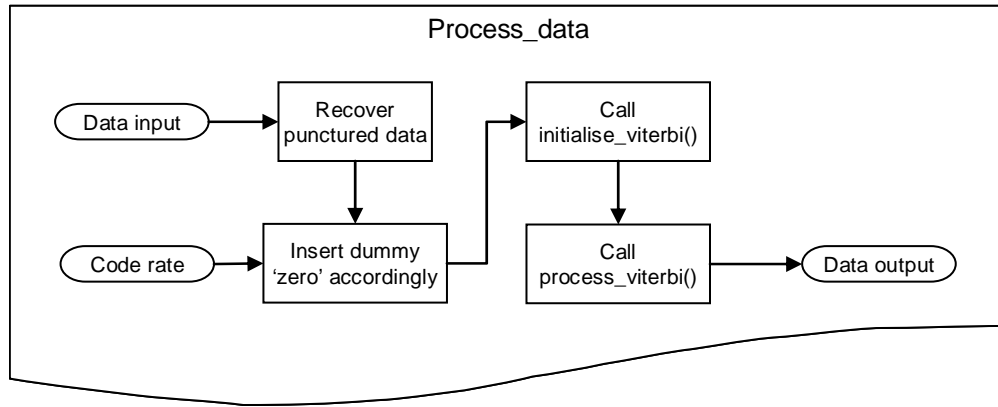 Process_data
Data input
Recover
punctured data
Call
initialise_viterbi()
Code rate
Insert dummy
‘zero’ accordingly
Call
process_viterbi()
Data output